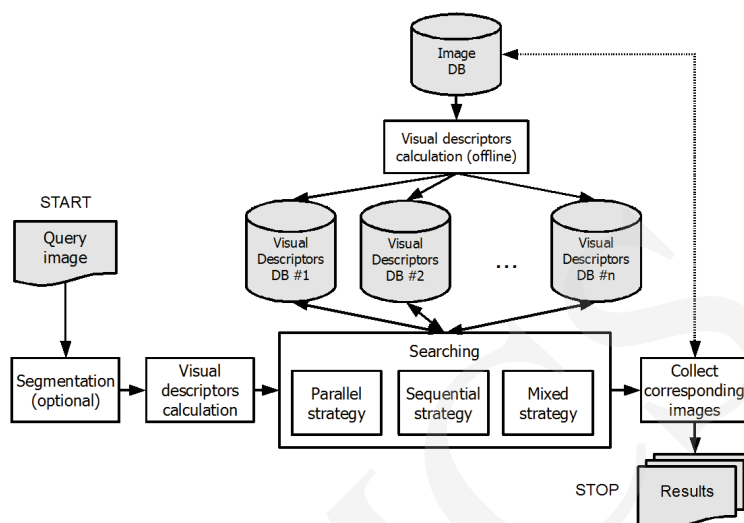 Image
DB
Visual descriptors
calculation (offline)
START
Query
image
Visual
Descriptors
DB #1
Visual
Descriptors
DB #2
...
Visual
Descriptors
DB #n
Searching
Segmentation
(optional)
Visual
descriptors
calculation
Parallel
strategy
Sequential
strategy
Mixed
strategy
Collect
corresponding
images
STOP
Results